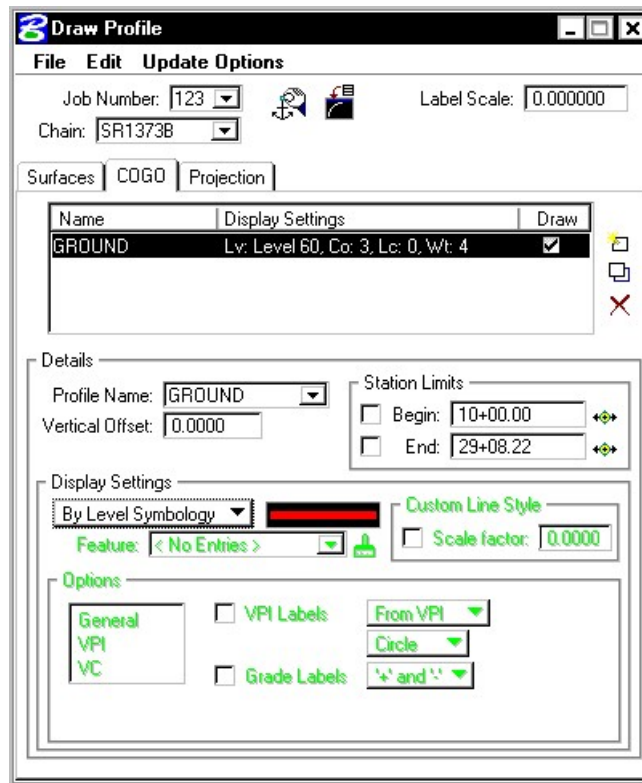 Draw Profile
File Edit Update Options
Job Number: 123 Label Scale: 0.000000
Chain: SR1373B
Surfaces COGO Projection
Name Display Settings Draw
GROUND Lv: Level 60, Co: 3, Lc: 0, Wt: 4
Details
Profile Name: GROUND
Vertical Offset: 0.0000
Station Limits
Begin: 10+00.00
End: 29+08.22
Display Settings
By Level Symbology
Feature: < No Entries >
Custom Line Style
Scale factor: 0.0000
Options
General
VPI
VC
VPI Labels From VPI
Circle
Grade Labels '+' and '-'